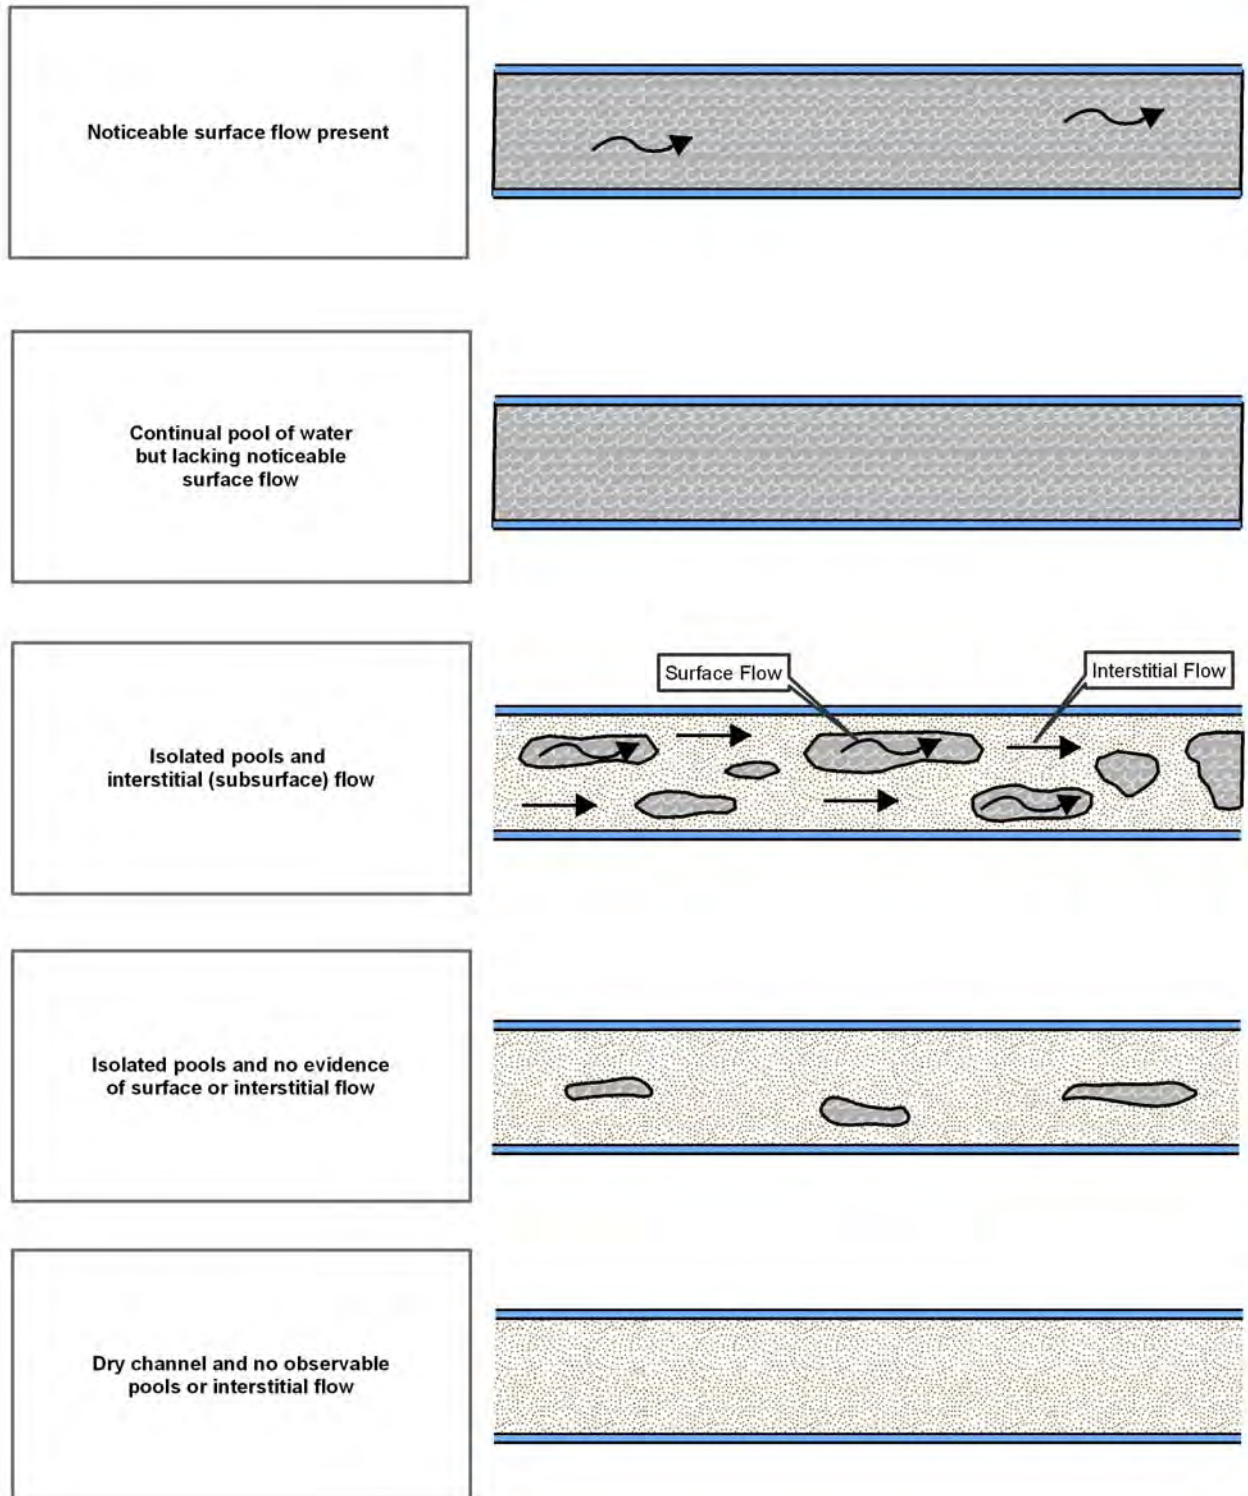 Noticeable surface flow present
Continual pool of water
but lacking noticeable
surface flow
Surface Flow
Interstitial Flow
Isolated pools and
interstitial (subsurface) flow
Isolated pools and no evidence
of surface or interstitial flow
Dry channel and no observable
pools or interstitial flow